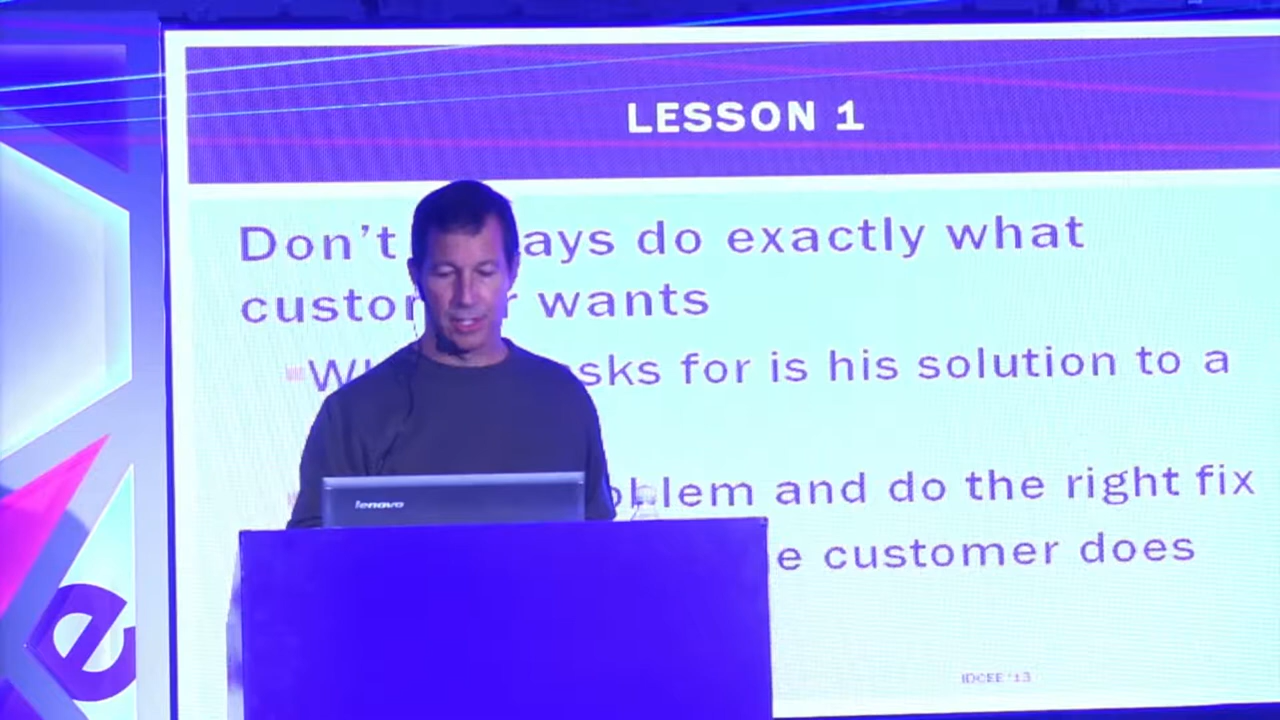 LESSON 1
Don't ays do exactly what
custom r wants
W sks for is his solution to a
blem and do the right fix
e customer does
lenovo
e
IDCEE '13